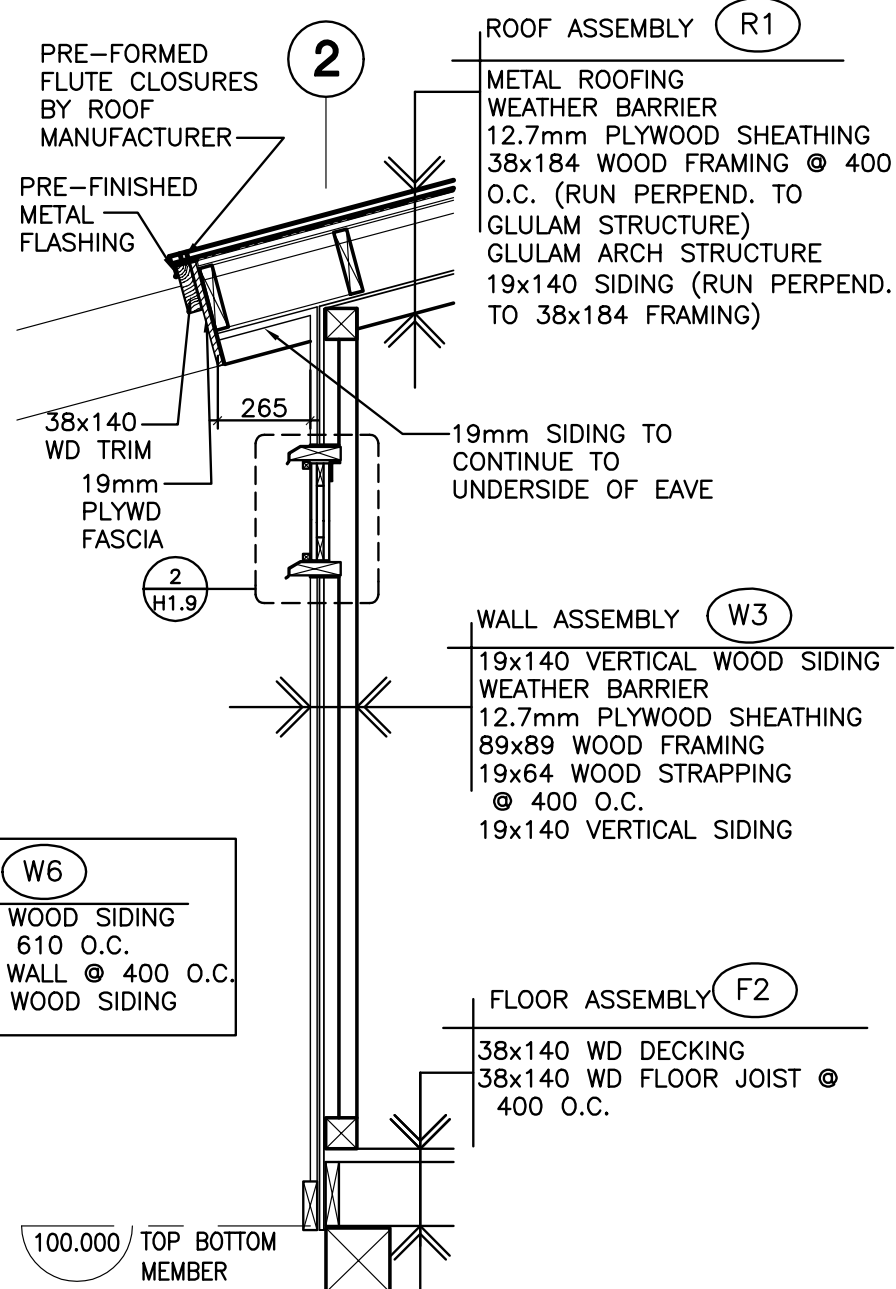 PRE-FORMED
FLUTE CLOSURES
BY ROOF
MANUFACTURER
2
ROOF ASSEMBLY R1
METAL ROOFING
WEATHER BARRIER
12.7mm PLYWOOD SHEATHING
38x184 WOOD FRAMING @ 400
O.C. (RUN PERPEND. TO
GLULAM STRUCTURE)
GLULAM ARCH STRUCTURE
19x140 SIDING (RUN PERPEND.
TO 38x184 FRAMING)
PRE-FINISHED
METAL
FLASHING
265
38x140
WD TRIM
19mm
PLYWD
FASCIA
19mm SIDING TO
CONTINUE TO
UNDERSIDE OF EAVE
2
H1.9
WALL ASSEMBLY W3
19x140 VERTICAL WOOD SIDING
WEATHER BARRIER
12.7mm PLYWOOD SHEATHING
89x89 WOOD FRAMING
19x64 WOOD STRAPPING
@ 400 O.C.
19x140 VERTICAL SIDING
W6
WOOD SIDING
610 O.C.
WALL @ 400 O.C.
WOOD SIDING
FLOOR ASSEMBLY F2
38x140 WD DECKING
38x140 WD FLOOR JOIST @
400 O.C.
100.000 TOP BOTTOM
MEMBER